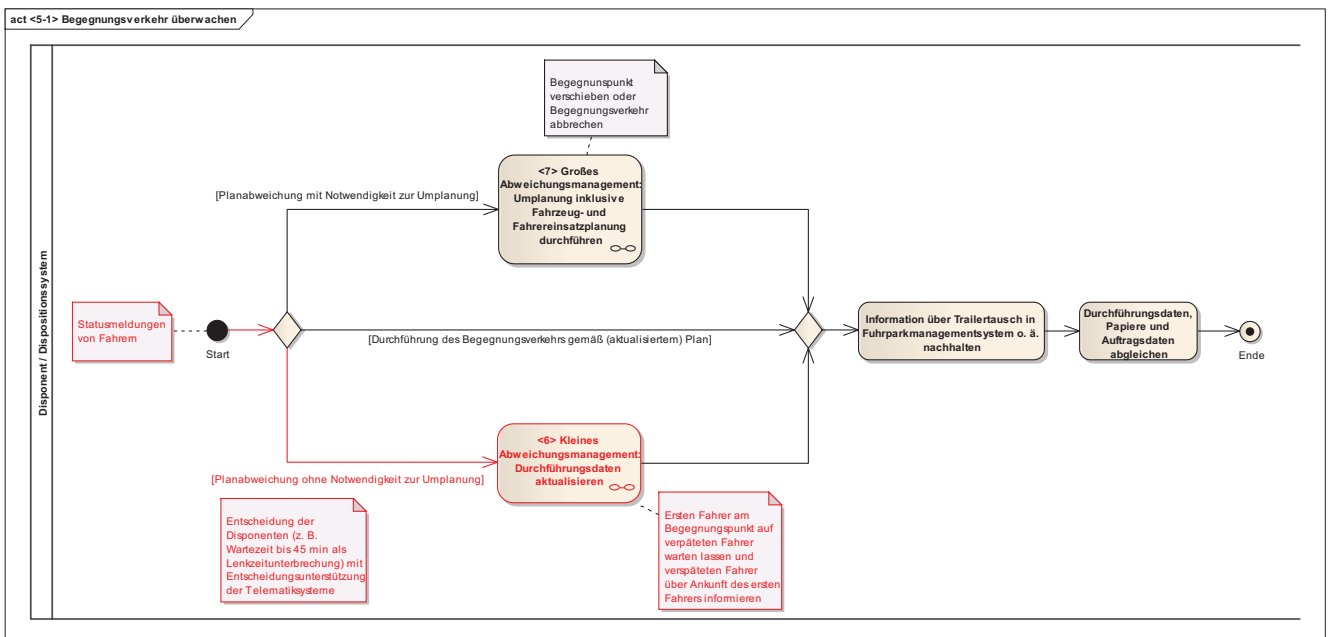 act <5-1> Begegnungsverkehr überwachen
Disponent / Dispositionssystem
Begegnunspunkt
verschieben oder
Begegnungsverkehr
abbrechen
<7> Großes
Abweichungsmanagement:
Umplanung inklusive
Fahrzeug- und
Fahrereinsatzplanung
durchführen
[Planabweichung mit Notwendigkeit zur Umplanung]
Statusmeldungen
von Fahrern
Start
[Durchführung des Begegnungsverkehrs gemäß (aktualisiertem) Plan]
Information über Trailertausch in
Fuhrparkmanagementsystem o. ä.
nachhalten
Durchführungsdaten,
Papiere und
Auftragsdaten
abgleichen
Ende
<6> Kleines
Abweichungsmanagement:
Durchführungsdaten
aktualisieren
[Planabweichung ohne Notwendigkeit zur Umplanung]
Entscheidung der
Disponenten (z. B.
Wartezeit bis 45 min als
Lenkzeitunterbrechung) mit
Entscheidungsunterstützung
der Telematiksysteme
Ersten Fahrer am
Begegnungspunkt auf
verpäteten Fahrer
warten lassen und
verspäteten Fahrer
über Ankunft des ersten
Fahrers informieren